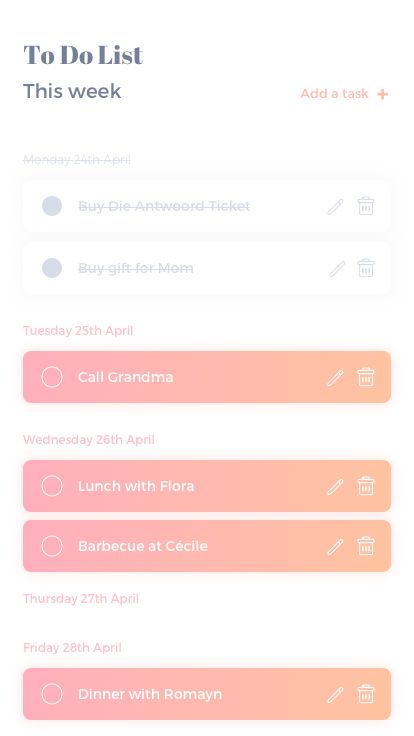 To Do List
This week
Add a task +
Monday 24th April
Buy Die Antwoord Ticket
Buy gift for Mom
Tuesday 25th April
Call Grandma
Wednesday 26th April
Lunch with Flora
Barbecue at Cécile
Thursday 27th April
Friday 28th April
Dinner with Romayn